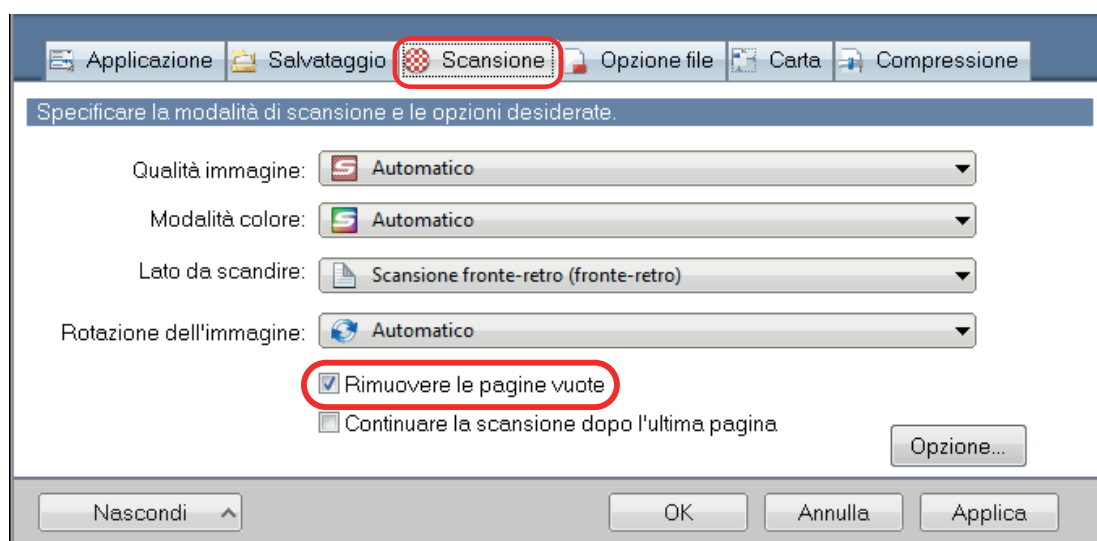 Applicazione Salvataggio Scansione Opzione file Carta Compressione
Specificare la modalità di scansione e le opzioni desiderate.
Qualità immagine: Automatico
Modalità colore: Automatico
Lato da scandire: Scansione fronte-retro (fronte-retro)
Rotazione dell'immagine: Automatico
Rimuovere le pagine vuote
Continuare la scansione dopo l'ultima pagina
Opzione...
Nascondi OK Annulla Applica